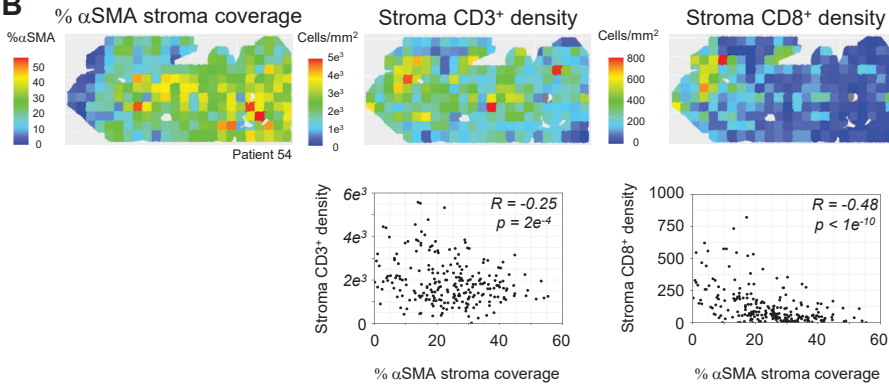 B
% αSMA stroma coverage
Stroma CD3⁺ density
Stroma CD8⁺ density
%αSMA
50
40
30
20
10
0
Patient 54
Cells/mm²
5e³
4e³
3e³
2e³
1e³
0
Cells/mm²
800
600
400
200
0
Stroma CD3⁺ density
6e³
4e³
2e³
0
R = -0.25
p = 2e⁻⁴
0 20 40 60
% αSMA stroma coverage
Stroma CD8⁺ density
1000
750
500
250
0
R = -0.48
p < 1e⁻¹⁰
0 20 40 60
% αSMA stroma coverage